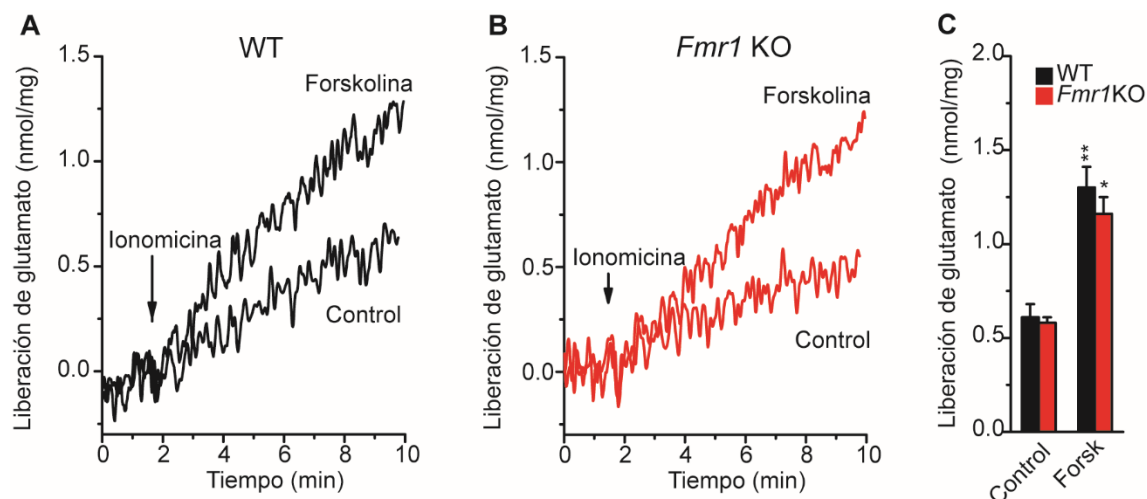 A
WT
Liberación de glutamato (nmol/mg)
1.5
1.0
0.5
0.0
Forskolina
Ionomicina
Control
0 2 4 6 8 10
Tiempo (min)
B
Fmr1 KO
Liberación de glutamato (nmol/mg)
1.5
1.0
0.5
0.0
Forskolina
Ionomicina
Control
0 2 4 6 8 10
Tiempo (min)
C
Liberación de glutamato (nmol/mg)
2.0
1.5
1.0
0.5
0.0
WT
Fmr1KO
**
*
Control
Forsk